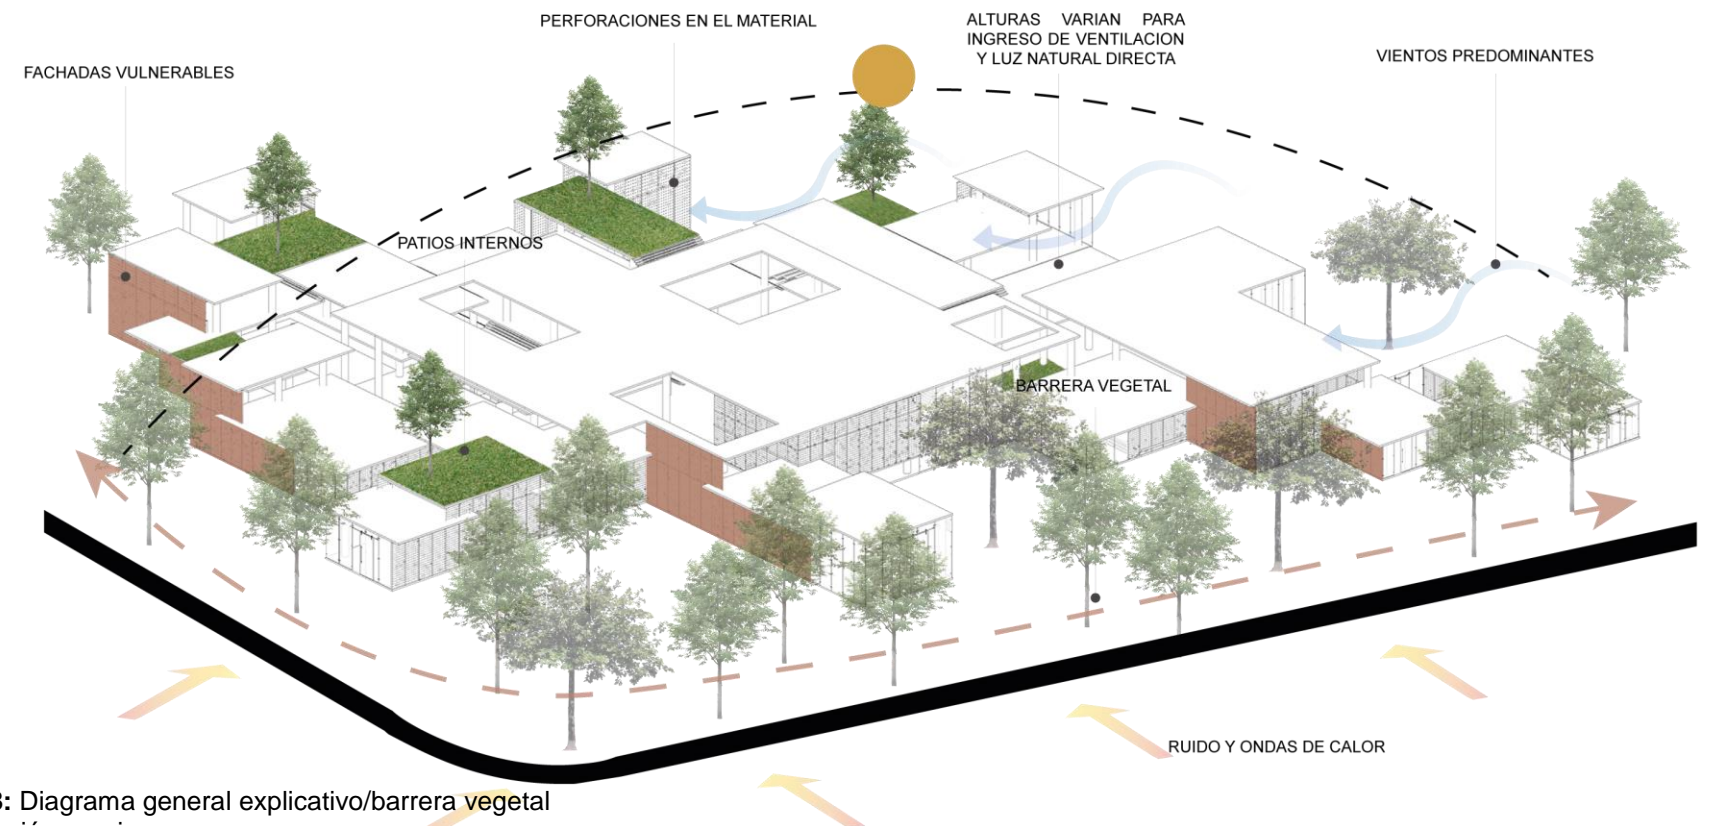 PERFORACIONES EN EL MATERIAL
ALTURAS VARIAN PARA
INGRESO DE VENTILACION
Y LUZ NATURAL DIRECTA
VIENTOS PREDOMINANTES
FACHADAS VULNERABLES
PATIOS INTERNOS
BARRERA VEGETAL
RUIDO Y ONDAS DE CALOR
: Diagrama general explicativo/barrera vegetal